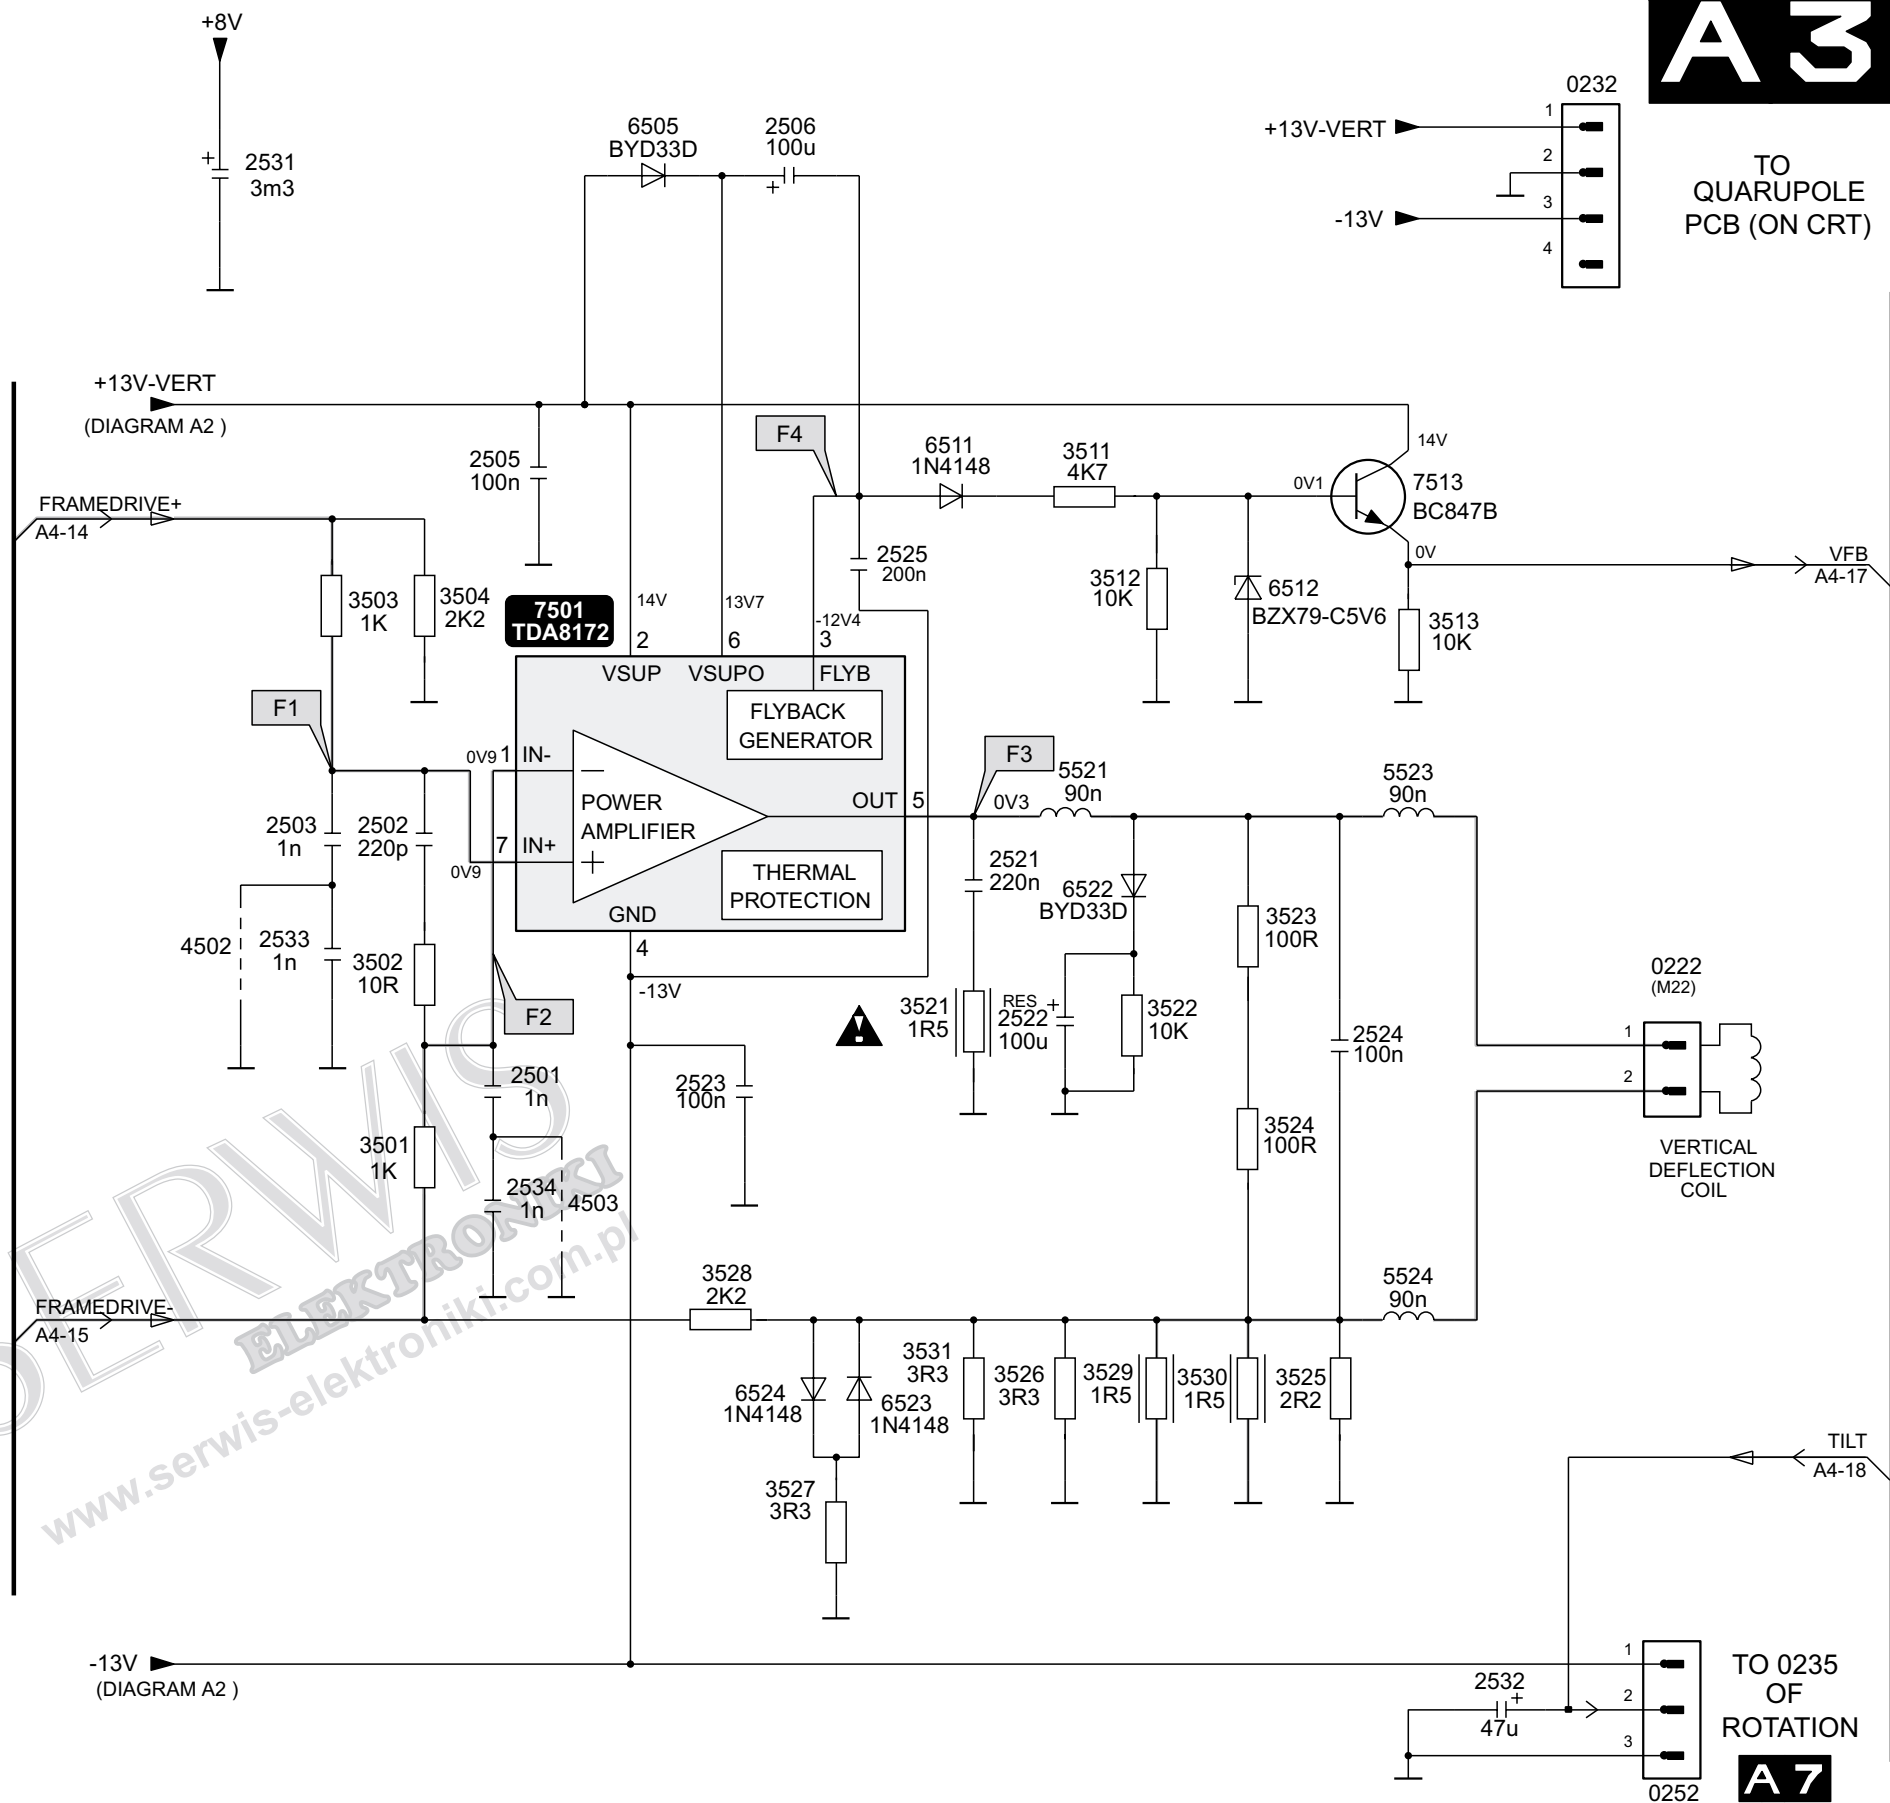 +8V
A 3
0232
1
+13V-VERT
2
3
-13V
4
TO
QUARUPOLE
PCB (ON CRT)
+
2531
3m3
6505
BYD33D
2506
100u
+
+13V-VERT
(DIAGRAM A2 )
2505
100n
F4
6511
1N4148
3511
4K7
14V
0V1
7513
BC847B
0V
VFB
A4-17
FRAMEDRIVE+
A4-14
3503
1K
3504
2K2
2525
200n
3512
10K
6512
BZX79-C5V6
3513
10K
7501
TDA8172
14V
2
13V7
6
-12V4
3
VSUP
VSUPO
FLYB
FLYBACK
GENERATOR
F1
0V9
1
IN-
POWER
AMPLIFIER
OUT
5
7
IN+
0V9
THERMAL
PROTECTION
GND
4
-13V
F3
0V3
5521
90n
5523
90n
2503
1n
2502
220p
4502
2533
1n
3502
10R
F2
2521
220n
6522
BYD33D
3523
100R
3521
1R5
RES
+
2522
100u
3522
10K
2524
100n
0222
(M22)
1
2
VERTICAL
DEFLECTION
COIL
2501
1n
2523
100n
3501
1K
2534
1n
4503
3524
100R
SERWIS
ELEKTRONIKI
www.serwis-elektroniki.com.pl
FRAMEDRIVE-
A4-15
3528
2K2
5524
90n
6524
1N4148
6523
1N4148
3531
3R3
3526
3R3
3529
1R5
3530
1R5
3525
2R2
3527
3R3
TILT
A4-18
-13V
(DIAGRAM A2 )
2532
+
47u
1
2
3
0252
TO 0235
OF
ROTATION
A 7